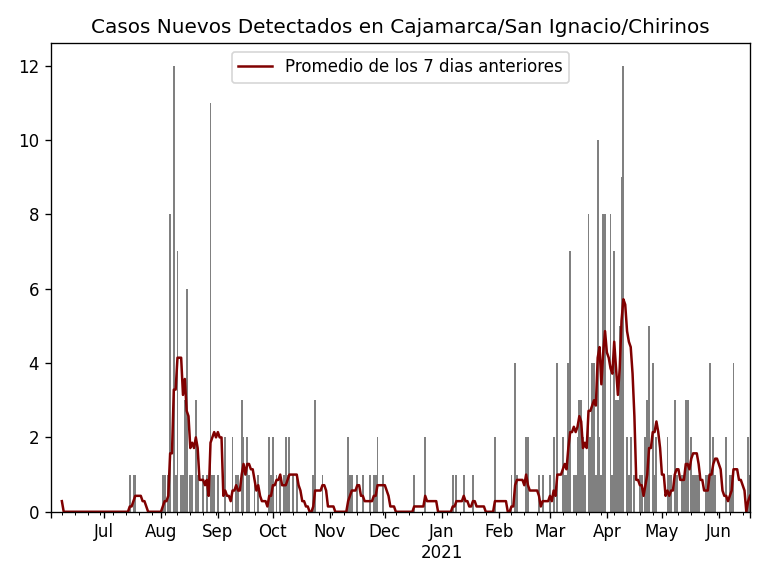 Casos Nuevos Detectados en Cajamarca/San Ignacio/Chirinos
Promedio de los 7 dias anteriores
12
10
8
6
4
2
0
Jul Aug Sep Oct Nov Dec Jan Feb Mar Apr May Jun
2021